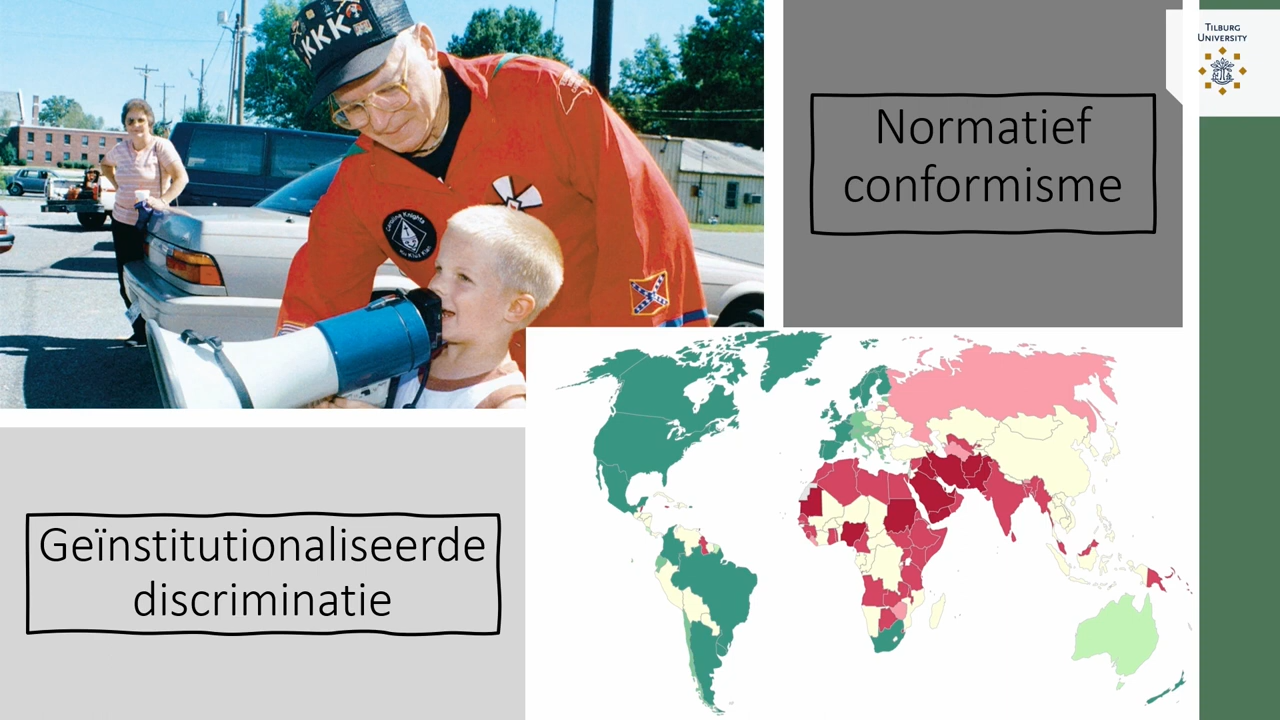 KKK
Normatief
conformisme
TILBURG
UNIVERSITY
Geïnstitutionaliseerde
discriminatie